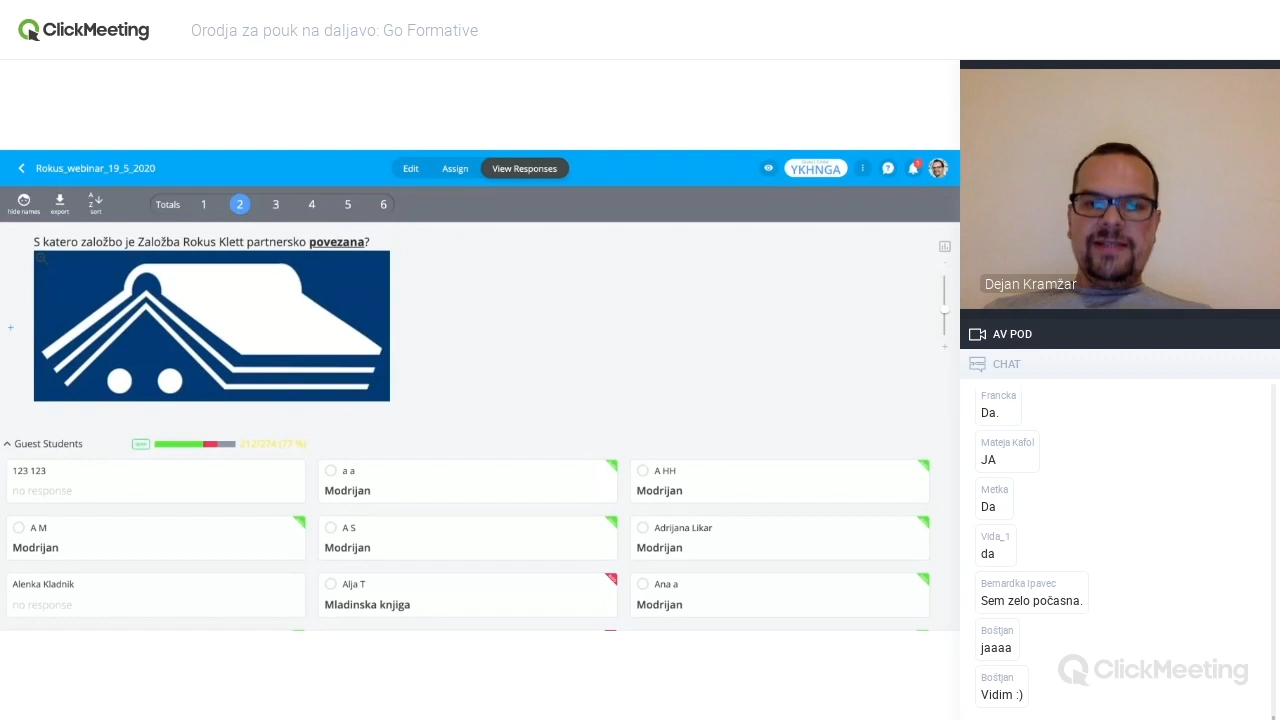 ClickMeeting
Orodja za pouk na daljavo: Go Formative
Rokus_webinar_19_5_2020
Edit
Assign
View Responses
YKHNGA
hide names
export
A
Z
sort
Totals
1
2
3
4
5
6
S katero založbo je Založba Rokus Klett partnersko povezana?
Guest Students
212/274 (77 %)
123 123
no response
a a
Modrijan
A HH
Modrijan
A M
Modrijan
A S
Modrijan
Adrijana Likar
Modrijan
Alenka Kladnik
no response
Alja T
Mladinska knjiga
Ana a
Modrijan
Dejan Kramžar
AV POD
CHAT
Francka
Da.
Mateja Kafol
JA
Metka
Da
Vida_1
da
Bernardka Ipavec
Sem zelo počasna.
Boštjan
jaaaa
Boštjan
Vidim :)
ClickMeeting